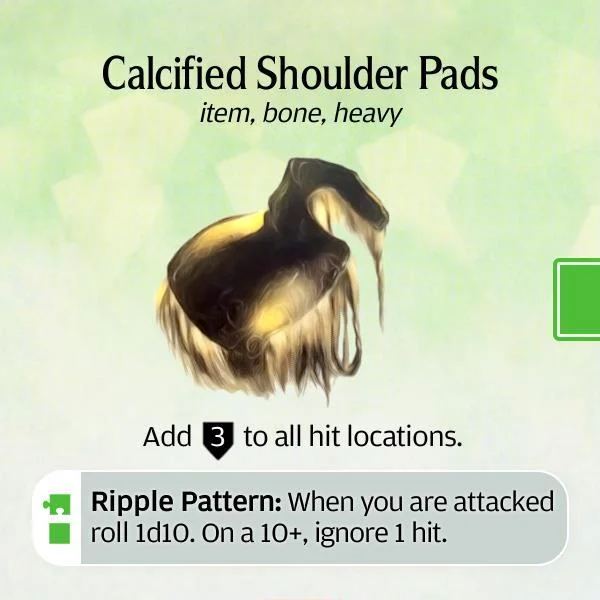 Calcified Shoulder Pads
item, bone, heavy
Add 3 to all hit locations.
Ripple Pattern: When you are attacked
roll 1d10. On a 10+, ignore 1 hit.